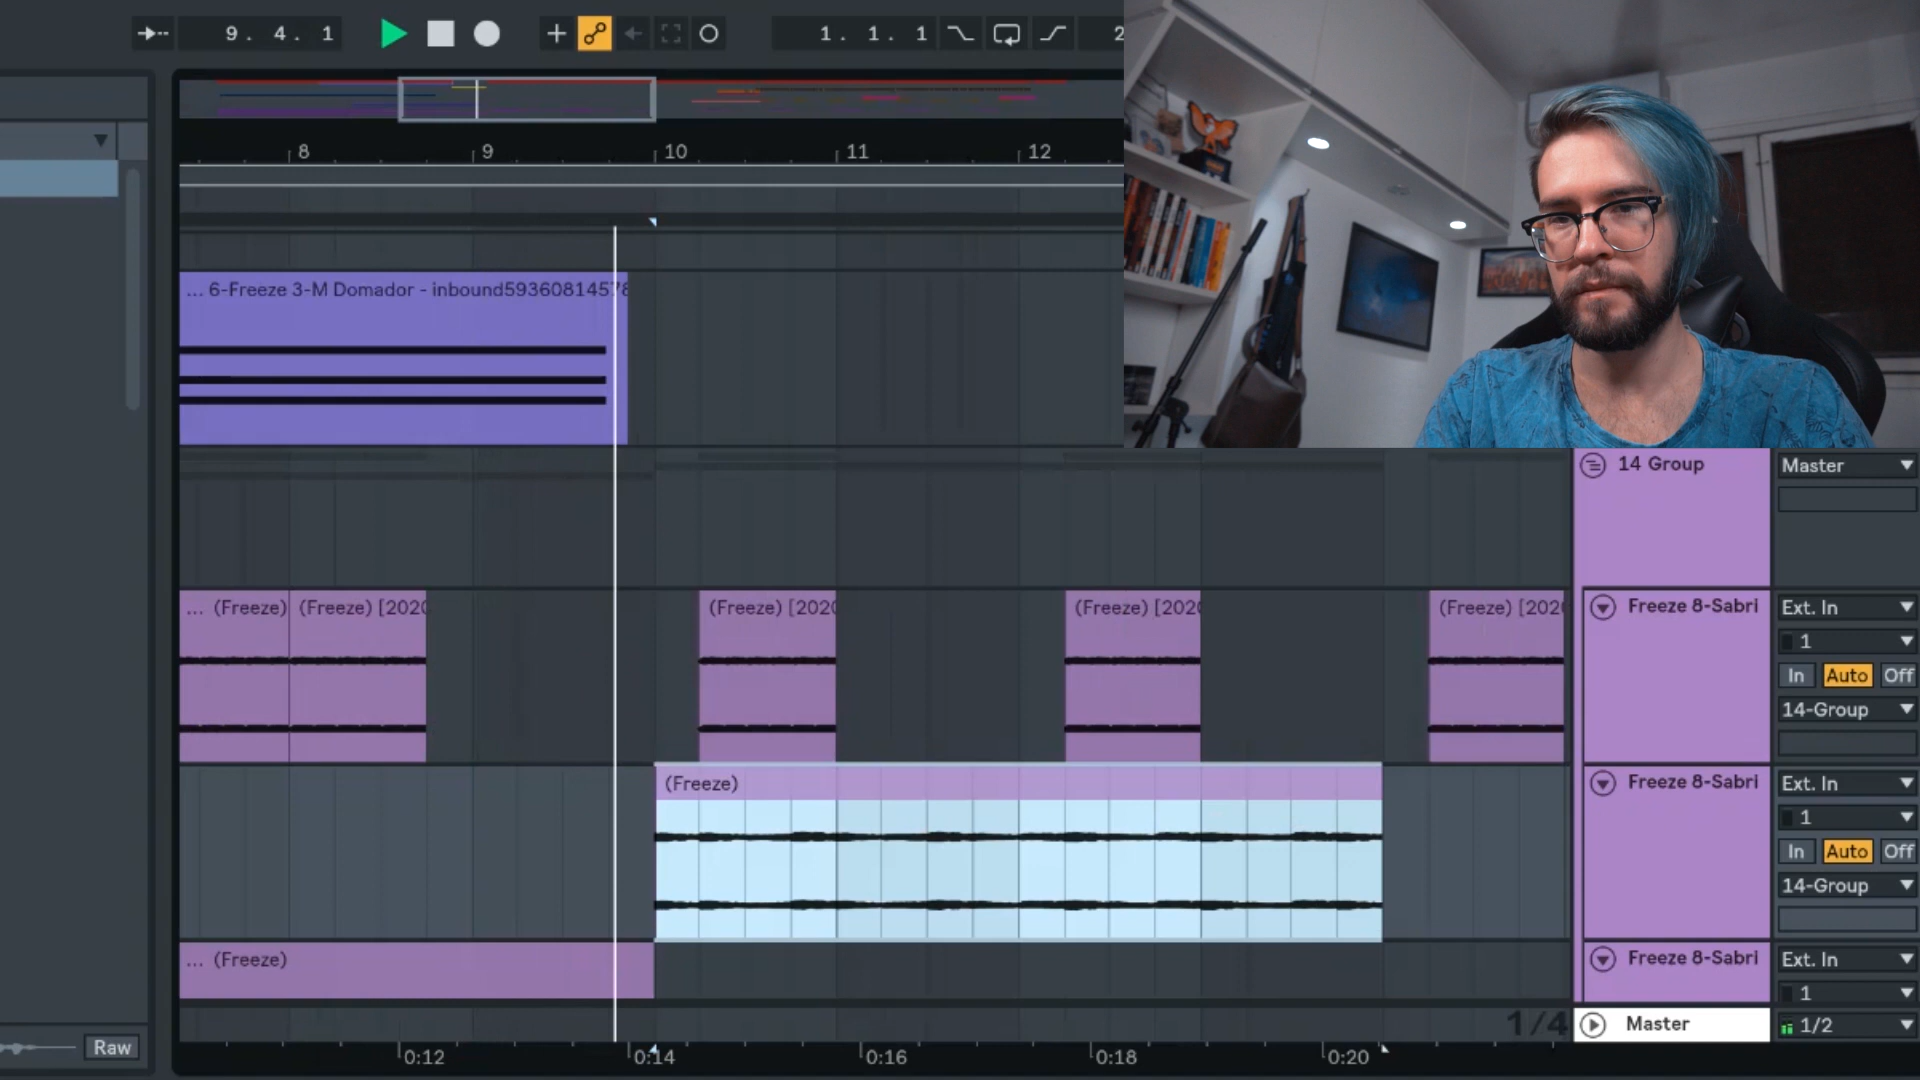 9. 4. 1
1. 1. 1
2
8
9
10
11
12
... 6-Freeze 3-M Domador - inbound59360814578
14 Group
Master
... (Freeze)
(Freeze) [2020
(Freeze) [2020
(Freeze) [2020
(Freeze) [2020
Freeze 8-Sabri
Ext. In
1
In
Auto
Off
14-Group
(Freeze)
Freeze 8-Sabri
Ext. In
1
In
Auto
Off
14-Group
... (Freeze)
Freeze 8-Sabri
Ext. In
1
1/4
Master
1/2
Raw
0:12
0:14
0:16
0:18
0:20